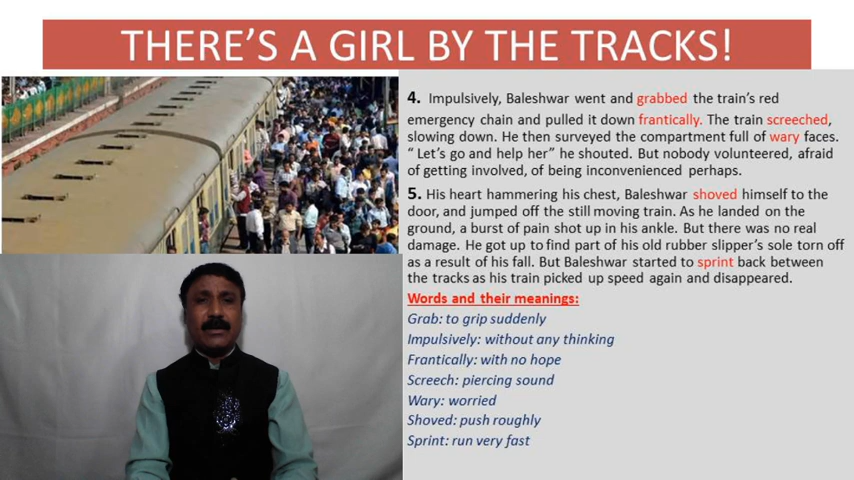 THERE'S A GIRL BY THE TRACKS!
4. Impulsively, Baleshwar went and grabbed the train's red
emergency chain and pulled it down frantically. The train screeched,
slowing down. He then surveyed the compartment full of wary faces.
“ Let's go and help her” he shouted. But nobody volunteered, afraid
of getting involved, of being inconvenienced perhaps.
5. His heart hammering his chest, Baleshwar shoved himself to the
door, and jumped off the still moving train. As he landed on the
ground, a burst of pain shot up in his ankle. But there was no real
damage. He got up to find part of his old rubber slipper's sole torn off
as a result of his fall. But Baleshwar started to sprint back between
the tracks as his train picked up speed again and disappeared.
Words and their meanings:
Grab: to grip suddenly
Impulsively: without any thinking
Frantically: with no hope
Screech: piercing sound
Wary: worried
Shoved: push roughly
Sprint: run very fast